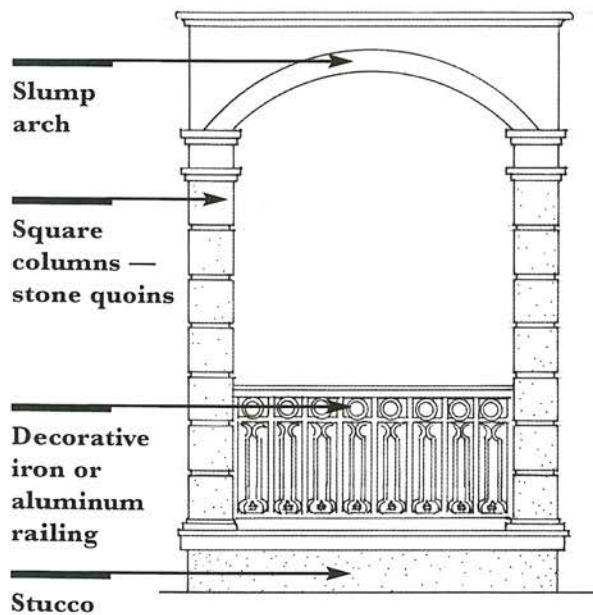 Slump
arch
Square
columns —
stone quoins
Decorative
iron or
aluminum
railing
Stucco